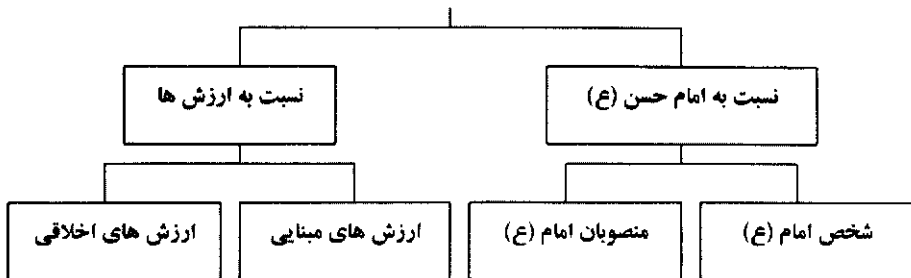 نسبت به امام حسن (ع)
نسبت به ارزش ها
شخص امام (ع)
منصوبان امام (ع)
ارزش های مبنایی
ارزش های اخلاقی